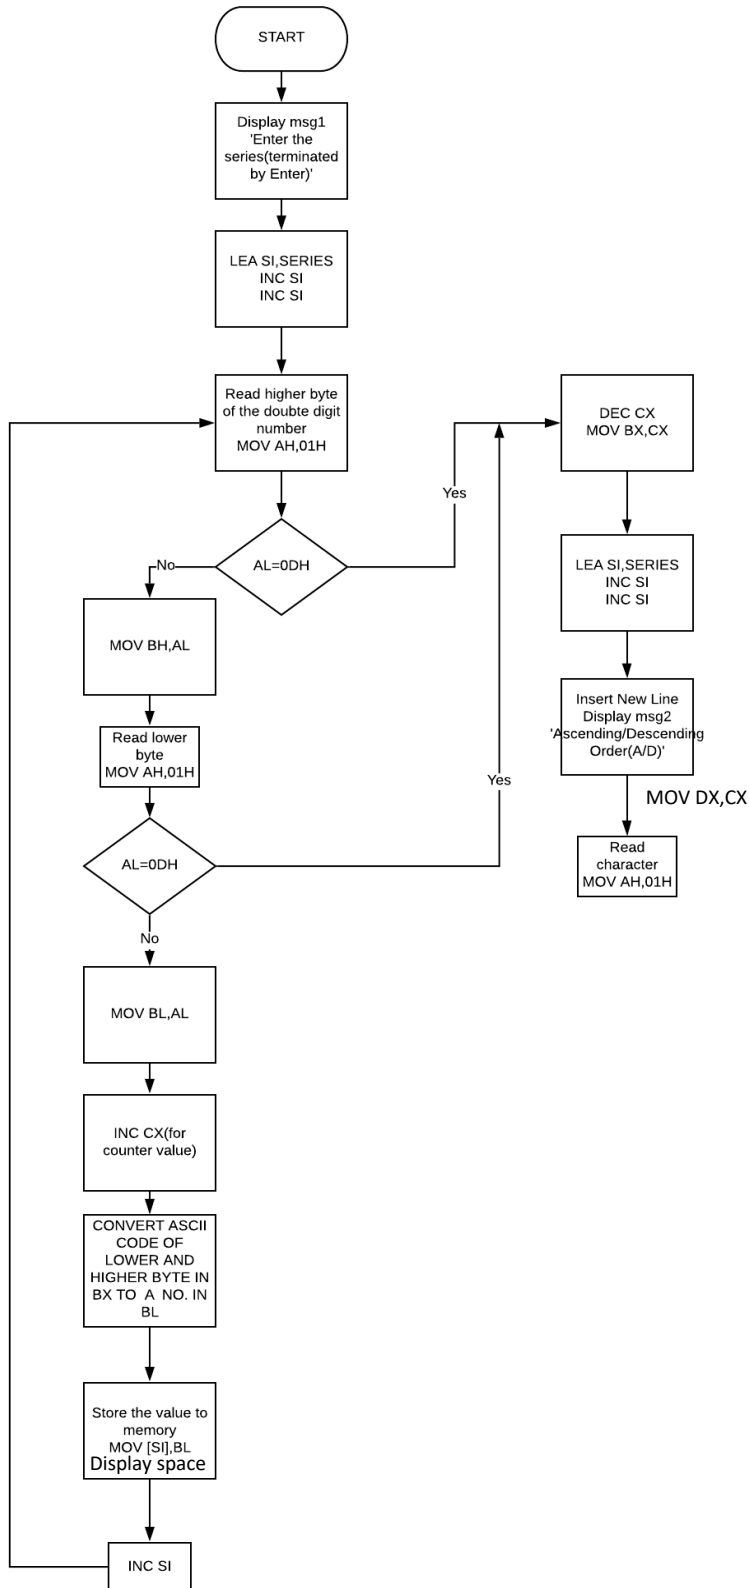 START
Display msg1
'Enter the
series(terminated
by Enter)'
LEA SI,SERIES
INC SI
INC SI
Read higher byte
of the doubte digit
number
MOV AH,01H
AL=0DH
Yes
No
MOV BH,AL
Read lower
byte
MOV AH,01H
AL=0DH
Yes
No
MOV BL,AL
INC CX(for
counter value)
CONVERT ASCII
CODE OF
LOWER AND
HIGHER BYTE IN
BX TO A NO. IN
BL
Store the value to
memory
MOV [SI],BL
Display space
INC SI
DEC CX
MOV BX,CX
LEA SI,SERIES
INC SI
INC SI
Insert New Line
Display msg2
'Ascending/Descending
Order(A/D)'
MOV DX,CX
Read
character
MOV AH,01H